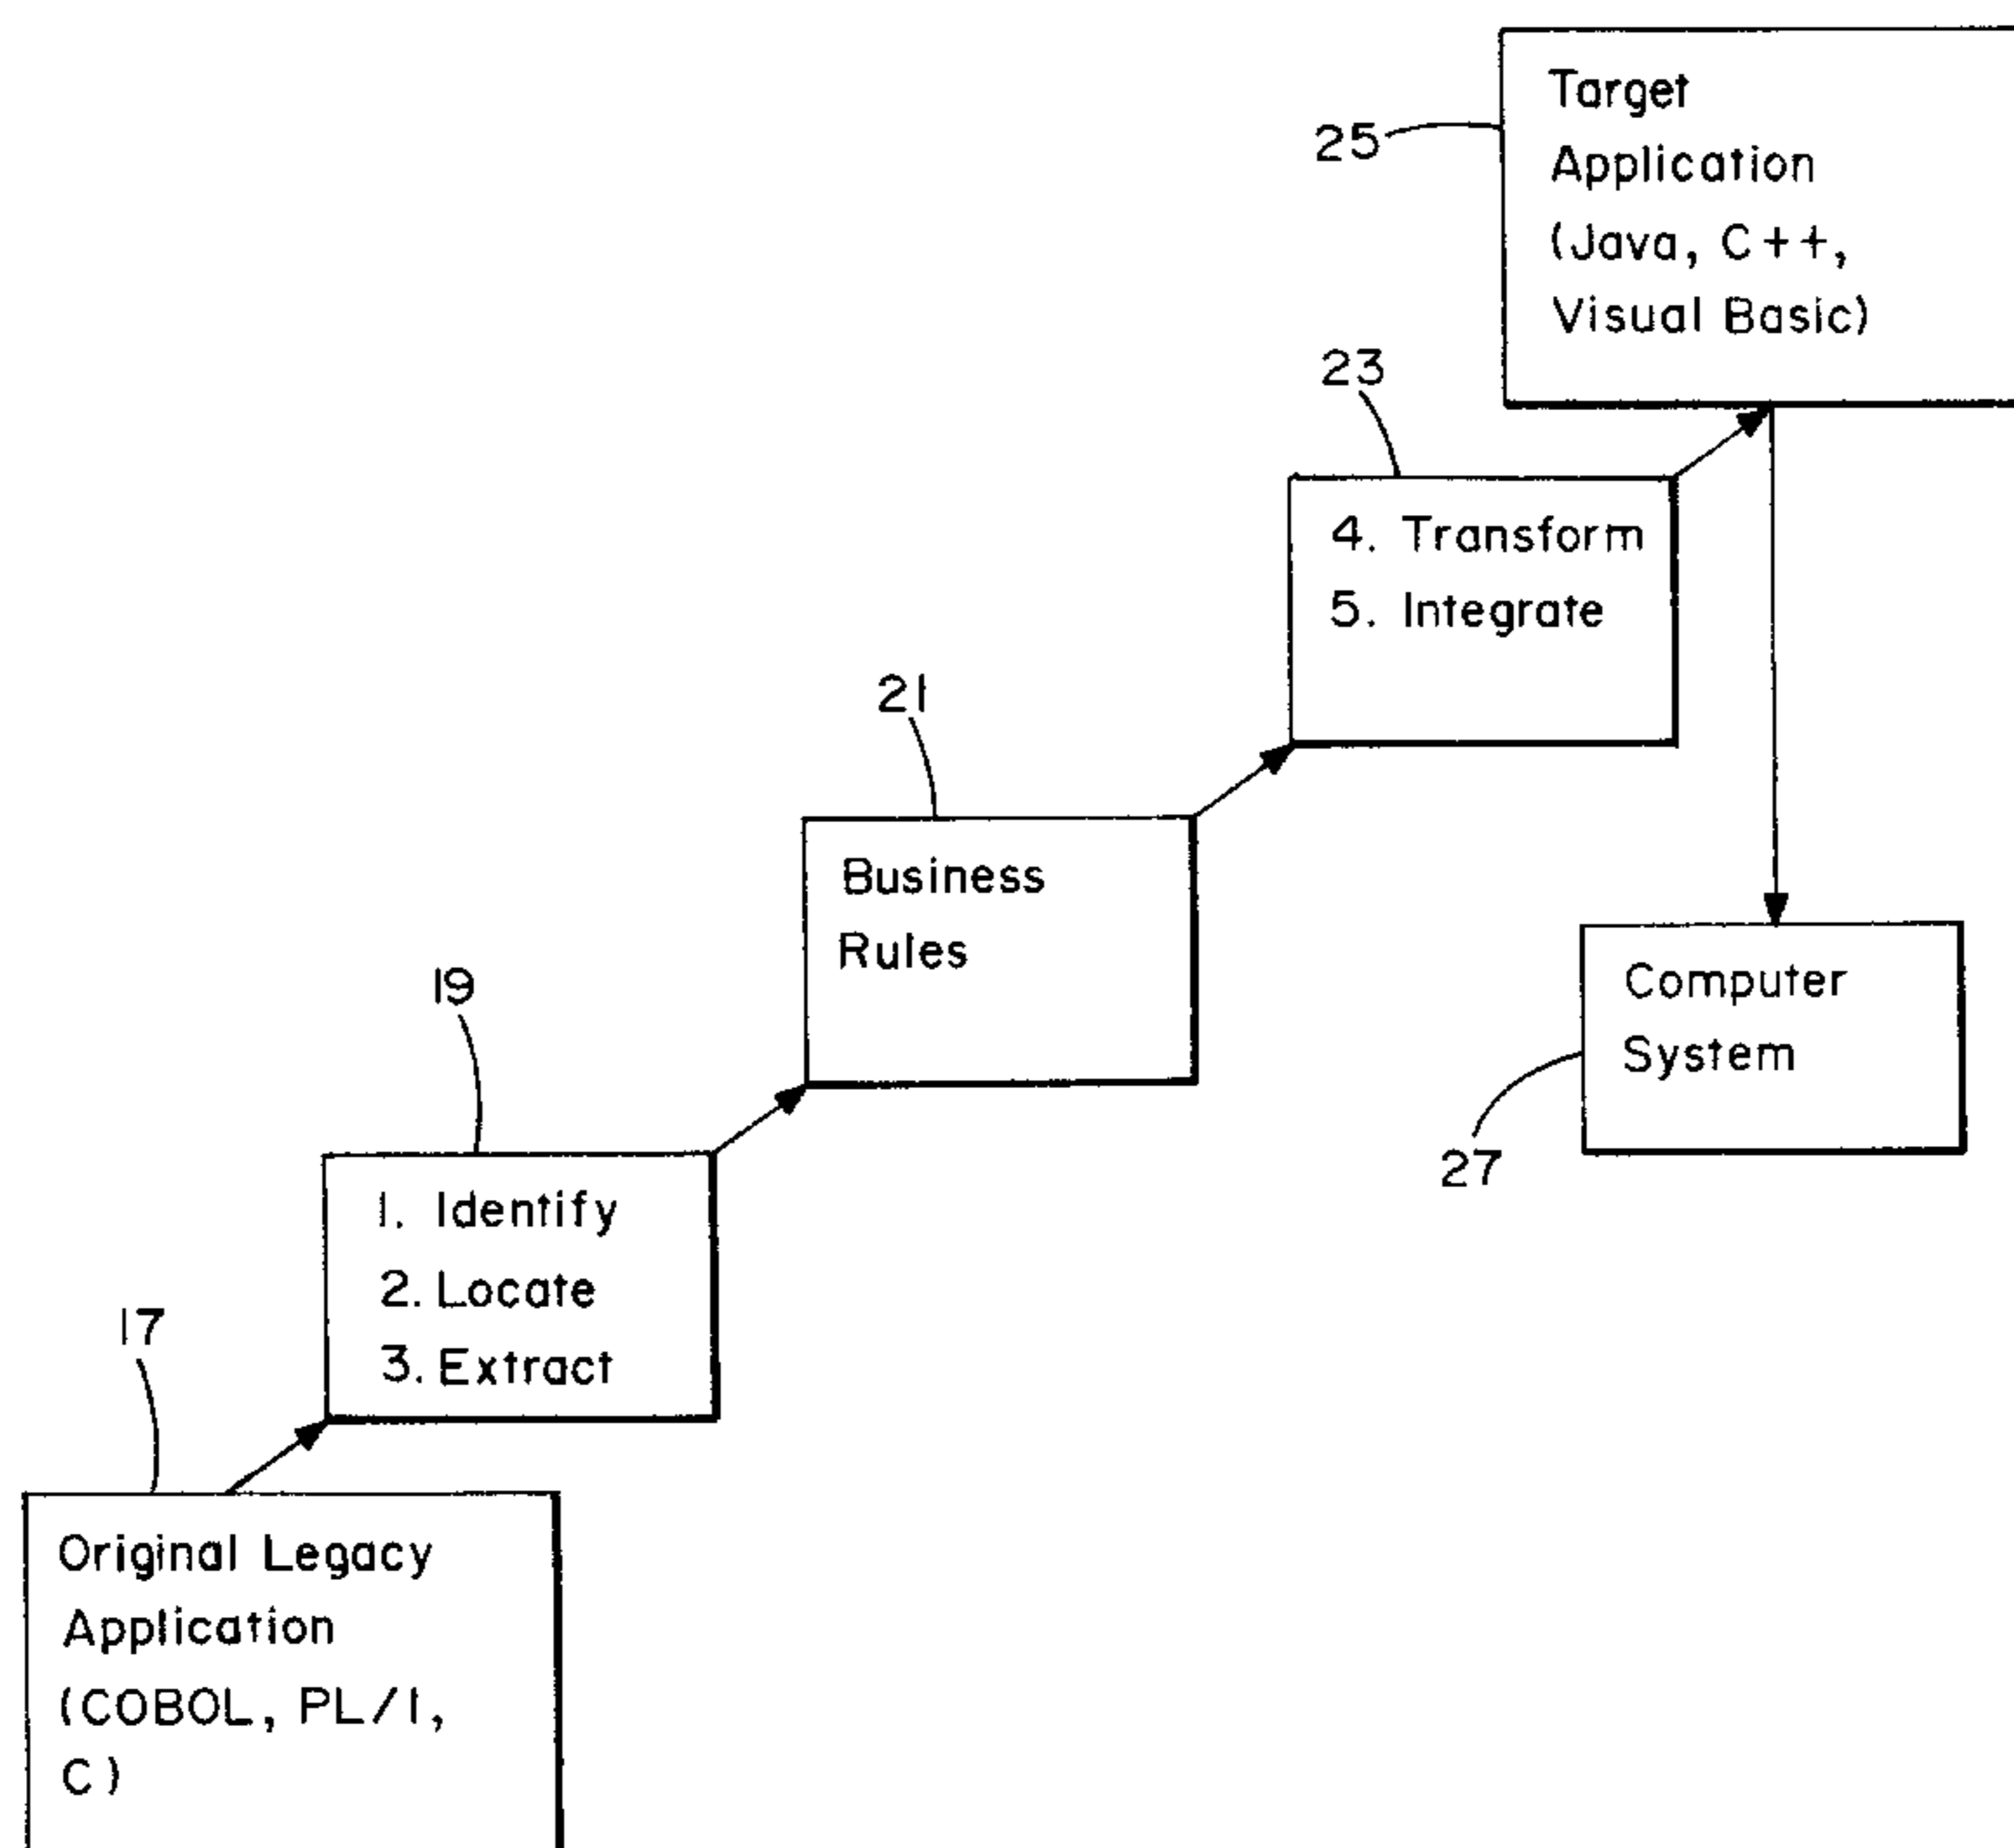 Target
Application
(Java, C++,
Visual Basic)
25
23
4. Transform
5. Integrate
21
Business
Rules
Computer
System
27
19
1. Identify
2. Locate
3. Extract
17
Original Legacy
Application
(COBOL, PL/1,
C)